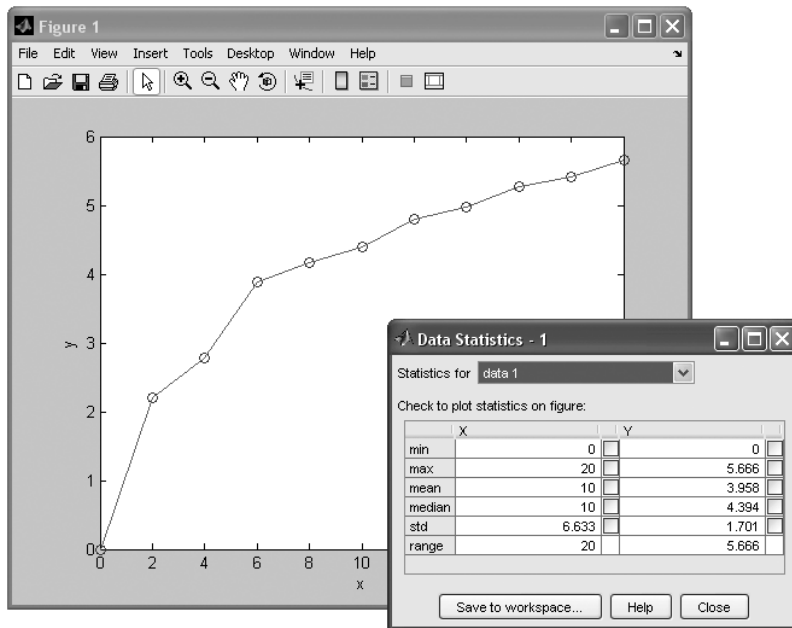 Figure 1
File Edit View Insert Tools Desktop Window Help
6
5
4
3
2
1
0
y
0 2 4 6 8 10
x
Data Statistics - 1
Statistics for data 1
Check to plot statistics on figure:
X Y
min 0 0
max 20 5.666
mean 10 3.958
median 10 4.394
std 6.633 1.701
range 20 5.666
Save to workspace... Help Close